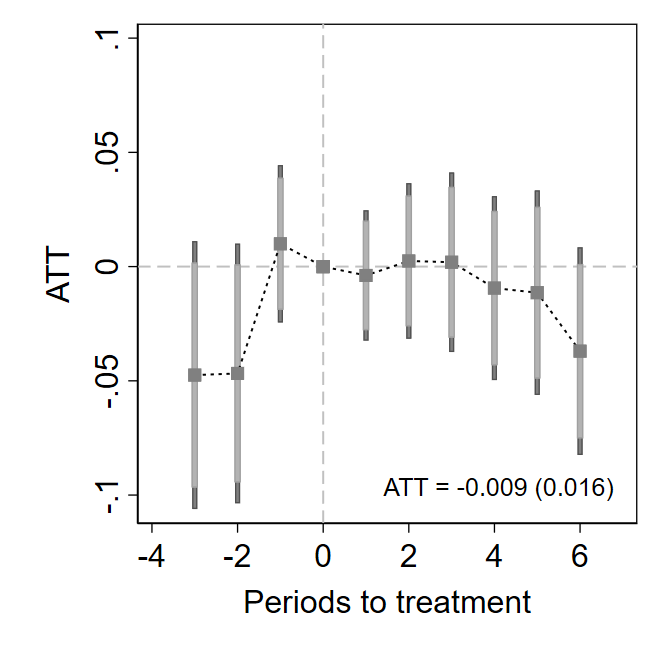 .1
.05
0
-.05
-.1
ATT
ATT = -0.009 (0.016)
-4 -2 0 2 4 6
Periods to treatment